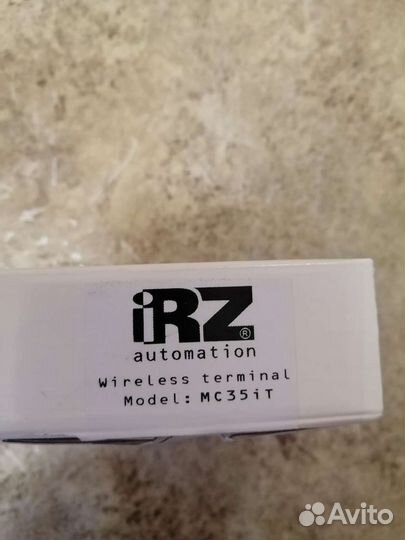 iRZ®
automation
Wireless terminal
Model: MC35iT
Avito